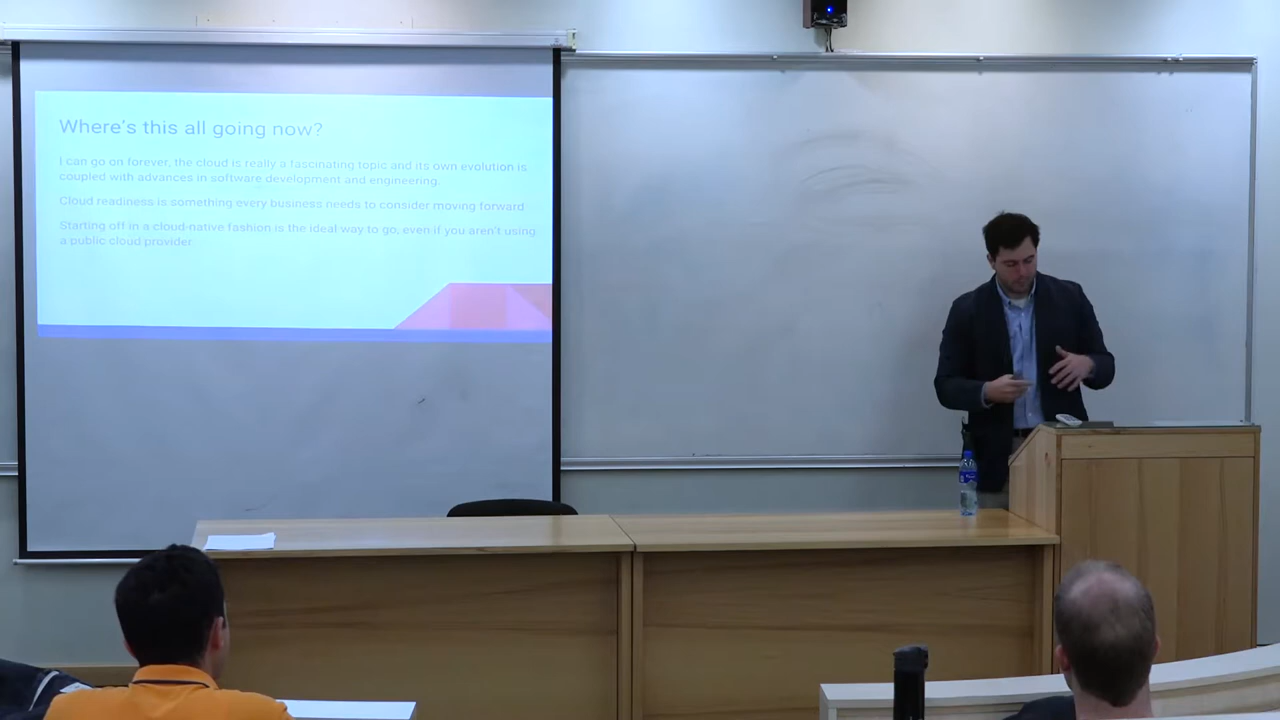 Where's this all going now?
I can go on forever, the cloud is really a fascinating topic and its own evolution is
coupled with advances in software development and engineering.
Cloud readiness is something every business needs to consider moving forward
Starting off in a cloud-native fashion is the ideal way to go, even if you aren't using
a public cloud provider